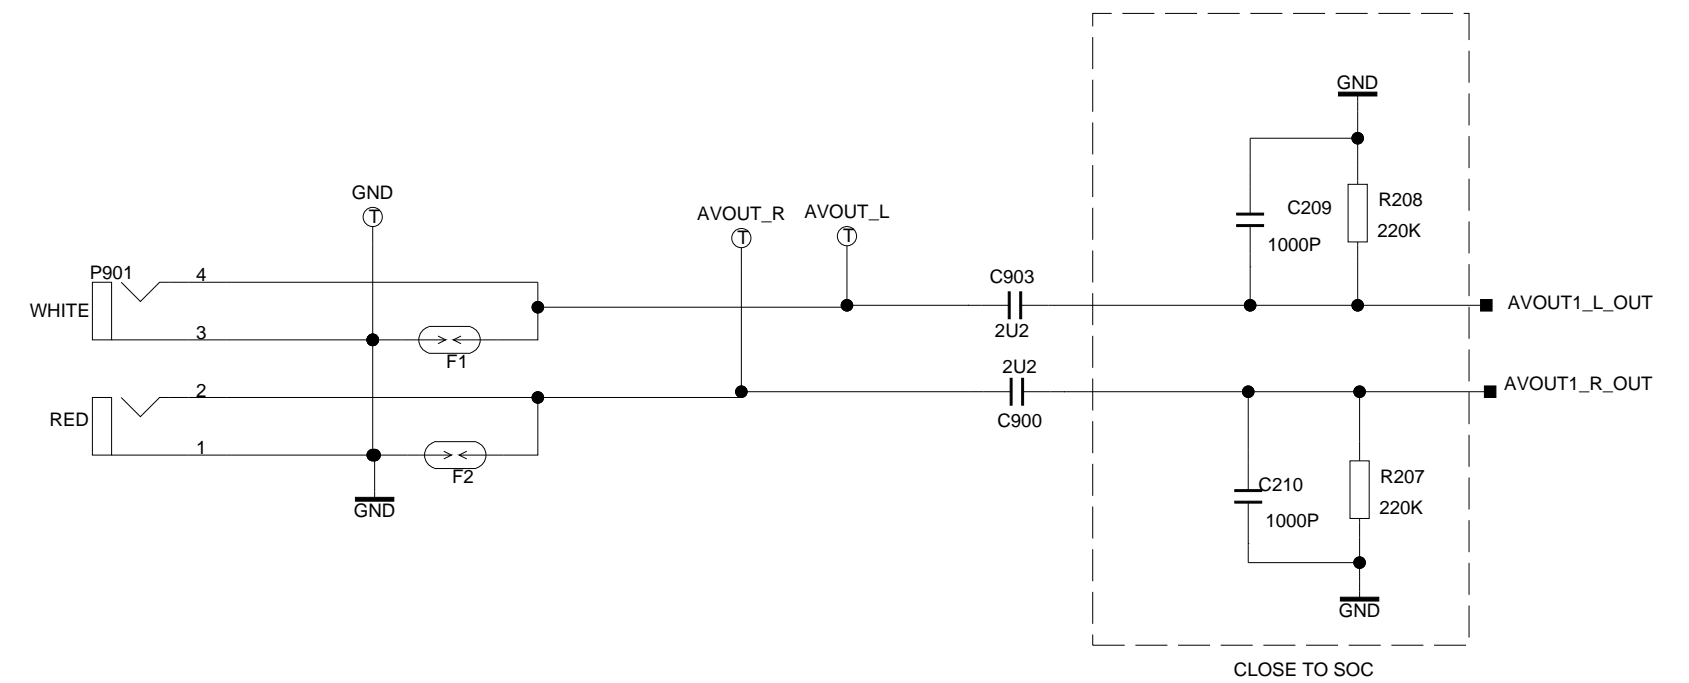 GND
C209
R208
1000P
220K
GND
T
AVOUT_R
AVOUT_L
T
T
P901
4
WHITE
3
F1
C903
2U2
AVOUT1_L_OUT
2U2
C900
AVOUT1_R_OUT
2
RED
1
F2
GND
C210
R207
1000P
220K
GND
CLOSE TO SOC